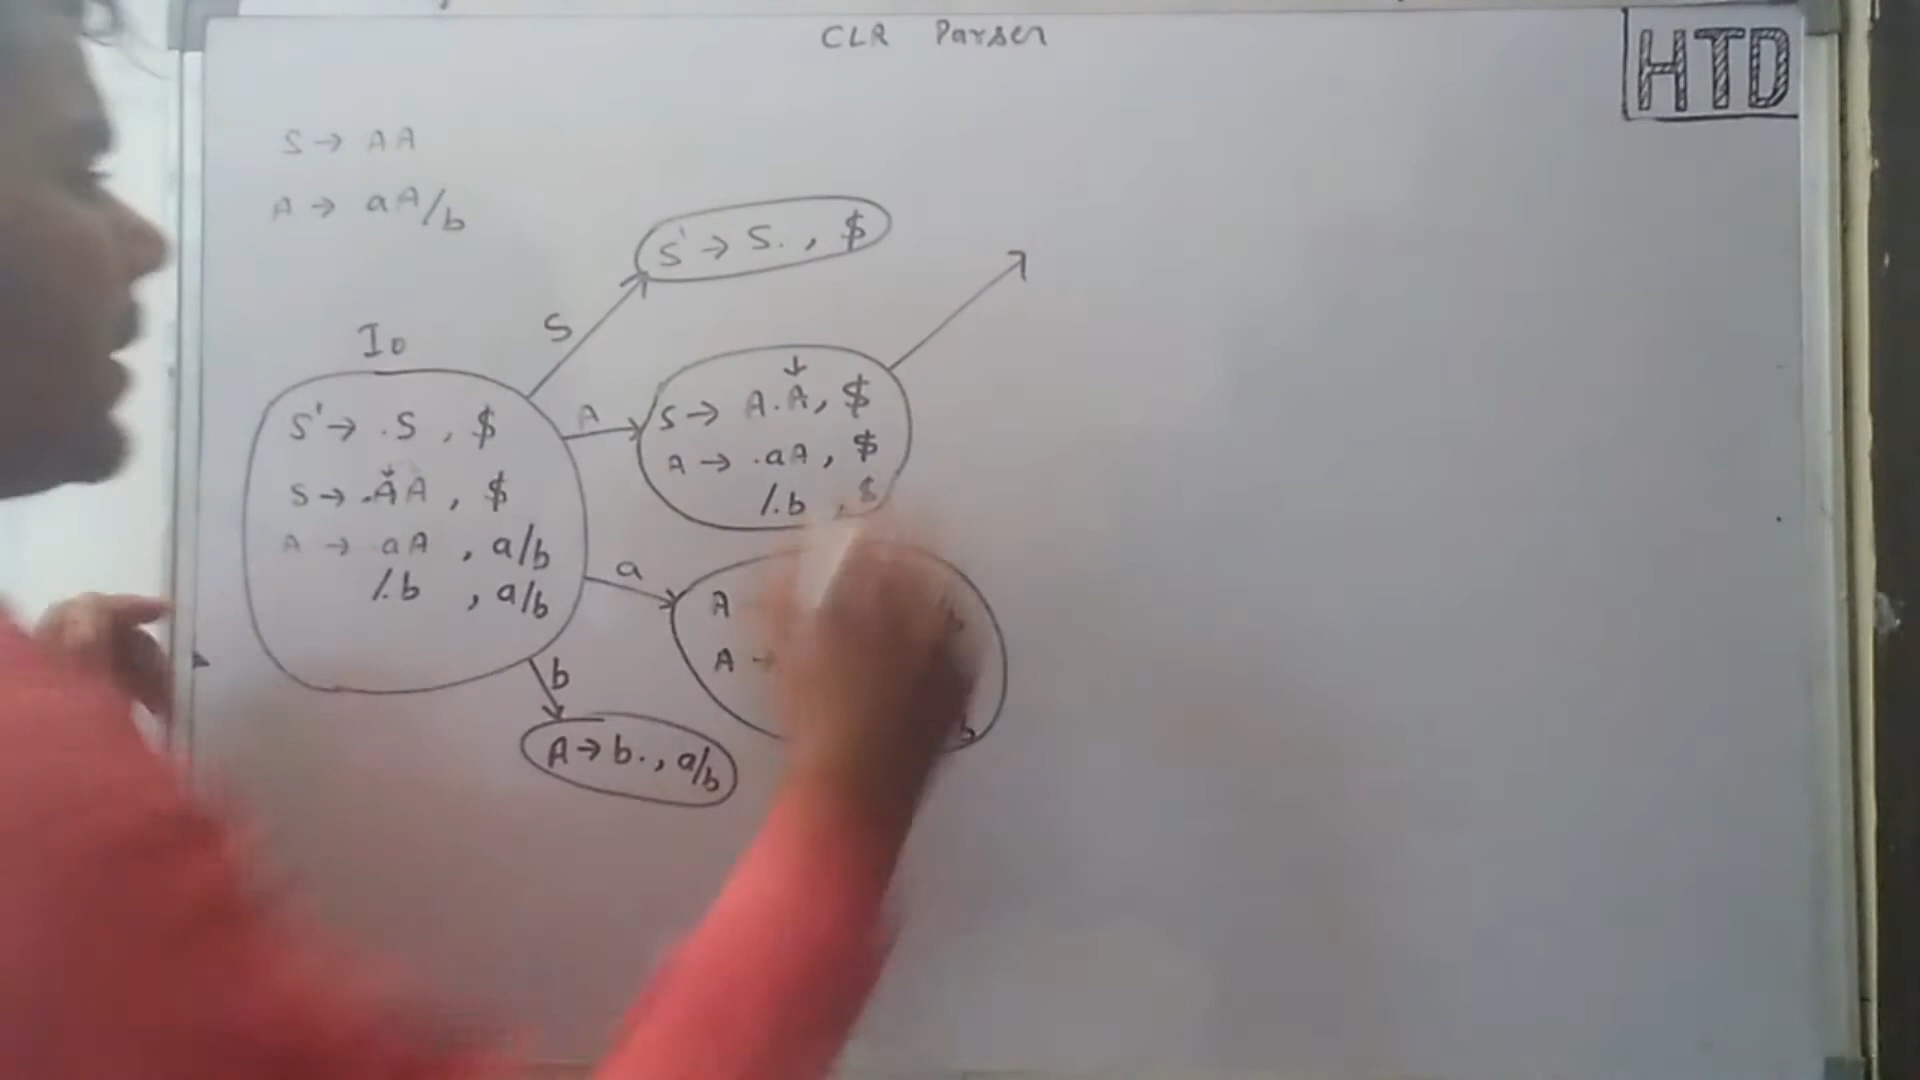 CLR Parser
HTD
S → AA
A → aA/b
S' → S. , $
I0
S
S' → .S , $
S → .AA , $
A → .aA , a/b
/.b , a/b
A
S → A.A, $
A → .aA, $
/.b , $
a
A
A →
b
A → b., a/b